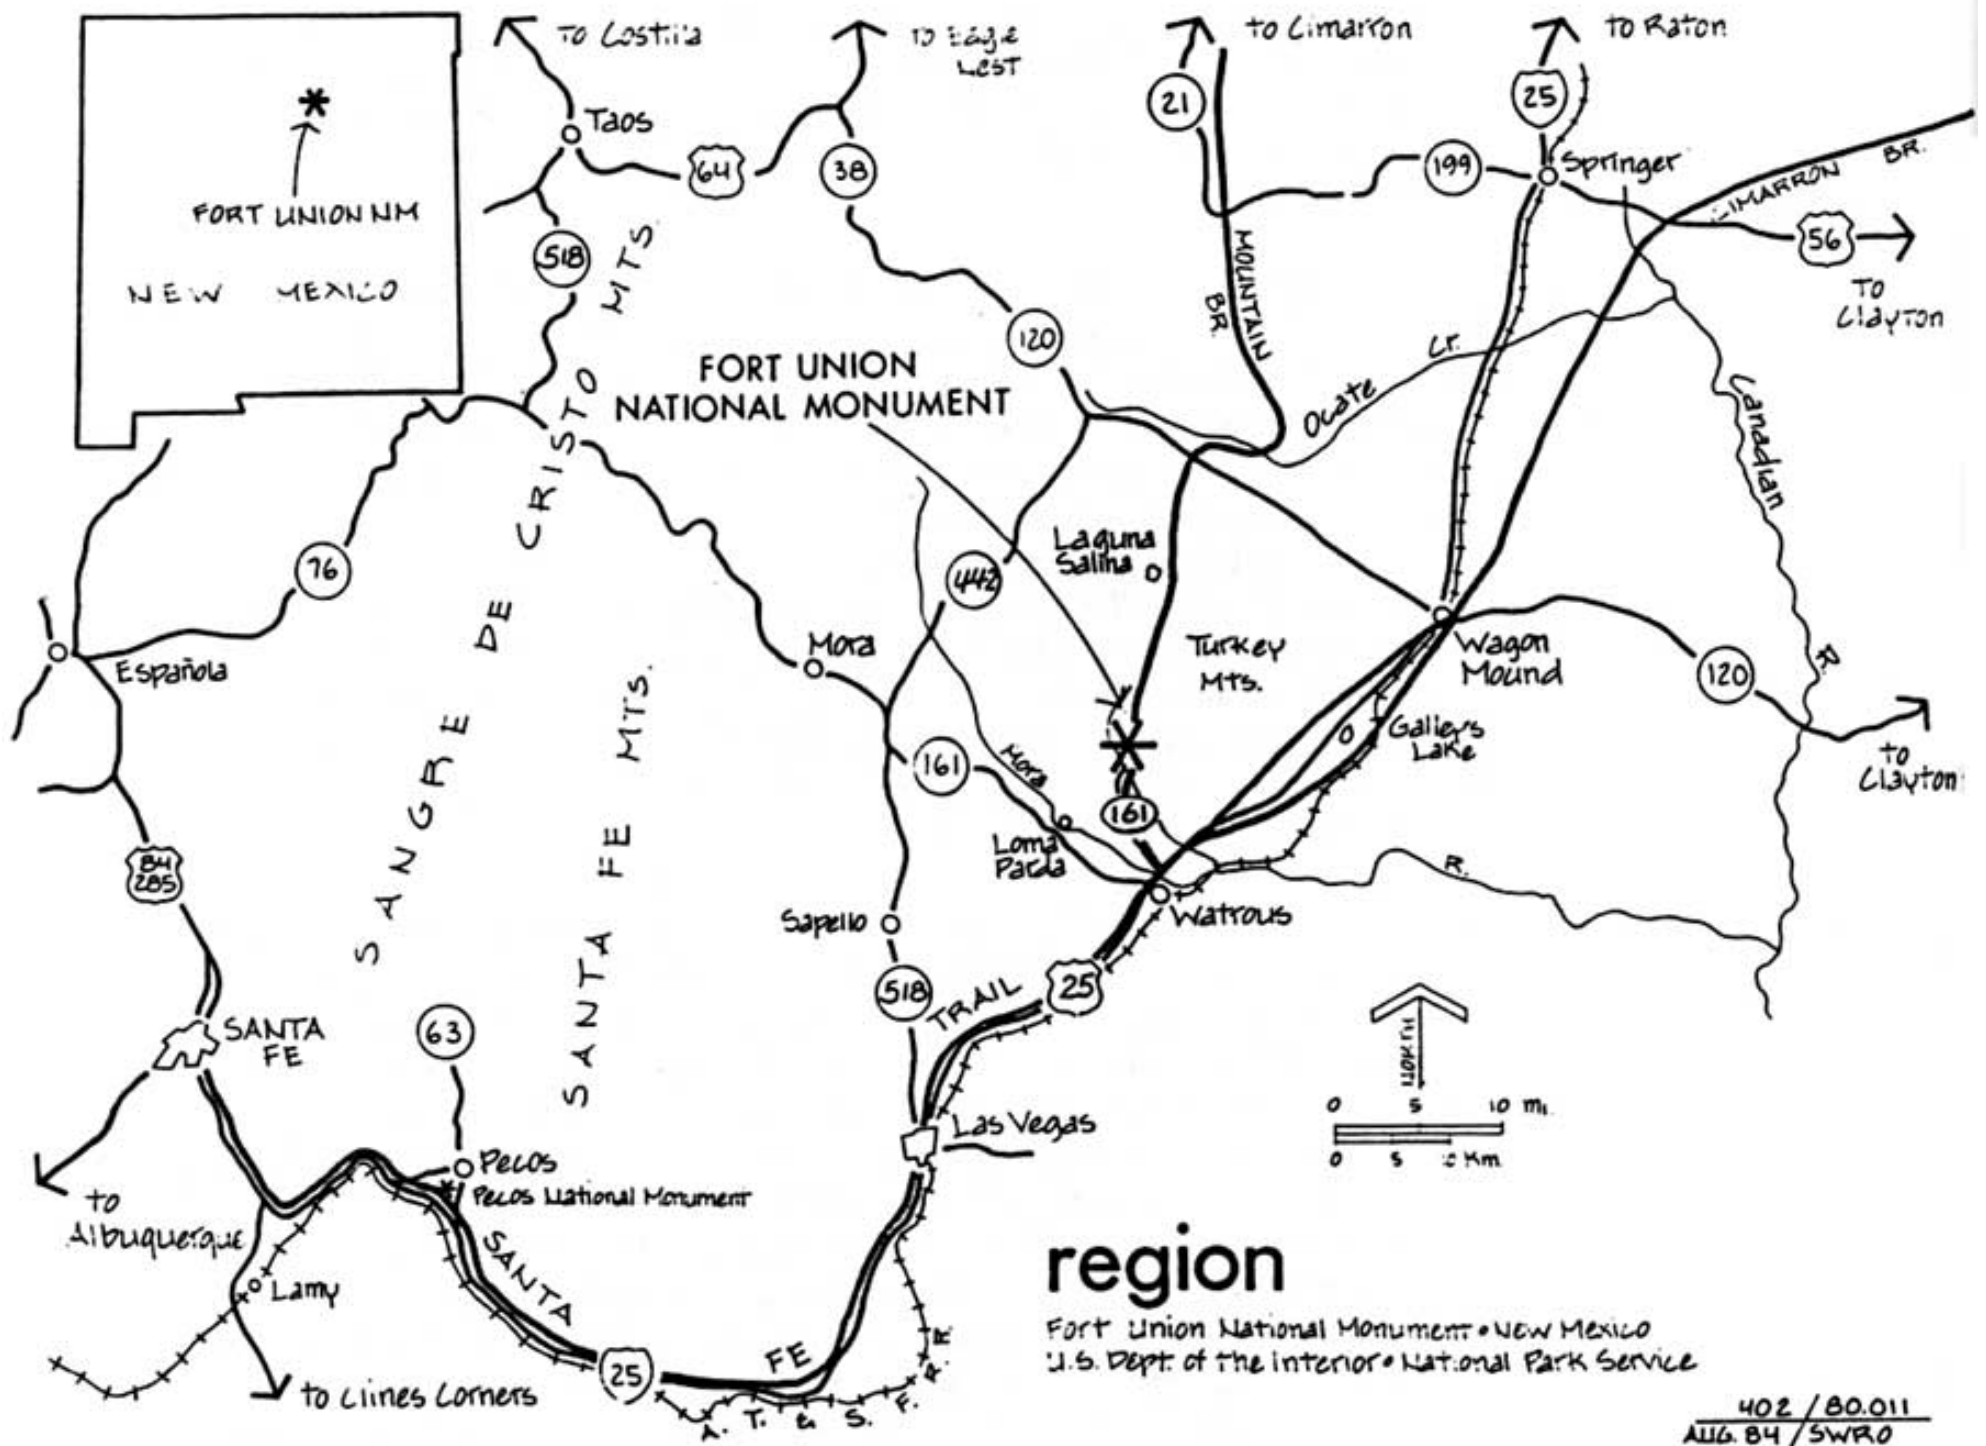 to Costilla
to Eagle
Nest
to Cimarron
to Raton
21
25
Taos
64
38
199
Springer
CIMARRON BR.
56
to
Clayton
FORT UNION NM
NEW MEXICO
518
MOUNTAIN
BR.
120
FORT UNION
NATIONAL MONUMENT
Ocate Cr.
Canadian
R.
SANGRE DE CRISTO MTS.
76
442
Laguna
Salina
Española
Mora
Turkey
Mts.
Wagon
Mound
120
to
Clayton
Galleys
Lake
161
Mora
161
Loma
Parda
R.
SANTA FE MTS.
84
285
Sapello
Watrous
518
TRAIL
25
SANTA
FE
63
NORTH
0 5 10 mi.
0 5 10 Km
Las Vegas
Pecos
Pecos National Monument
to
Albuquerque
Lamy
SANTA
FE
25
to Clines Corners
A. T. & S. F. R. R.
region
Fort Union National Monument • New Mexico
U.S. Dept. of the Interior • National Park Service
402 / 80.011
AUG. 84 / SWRO